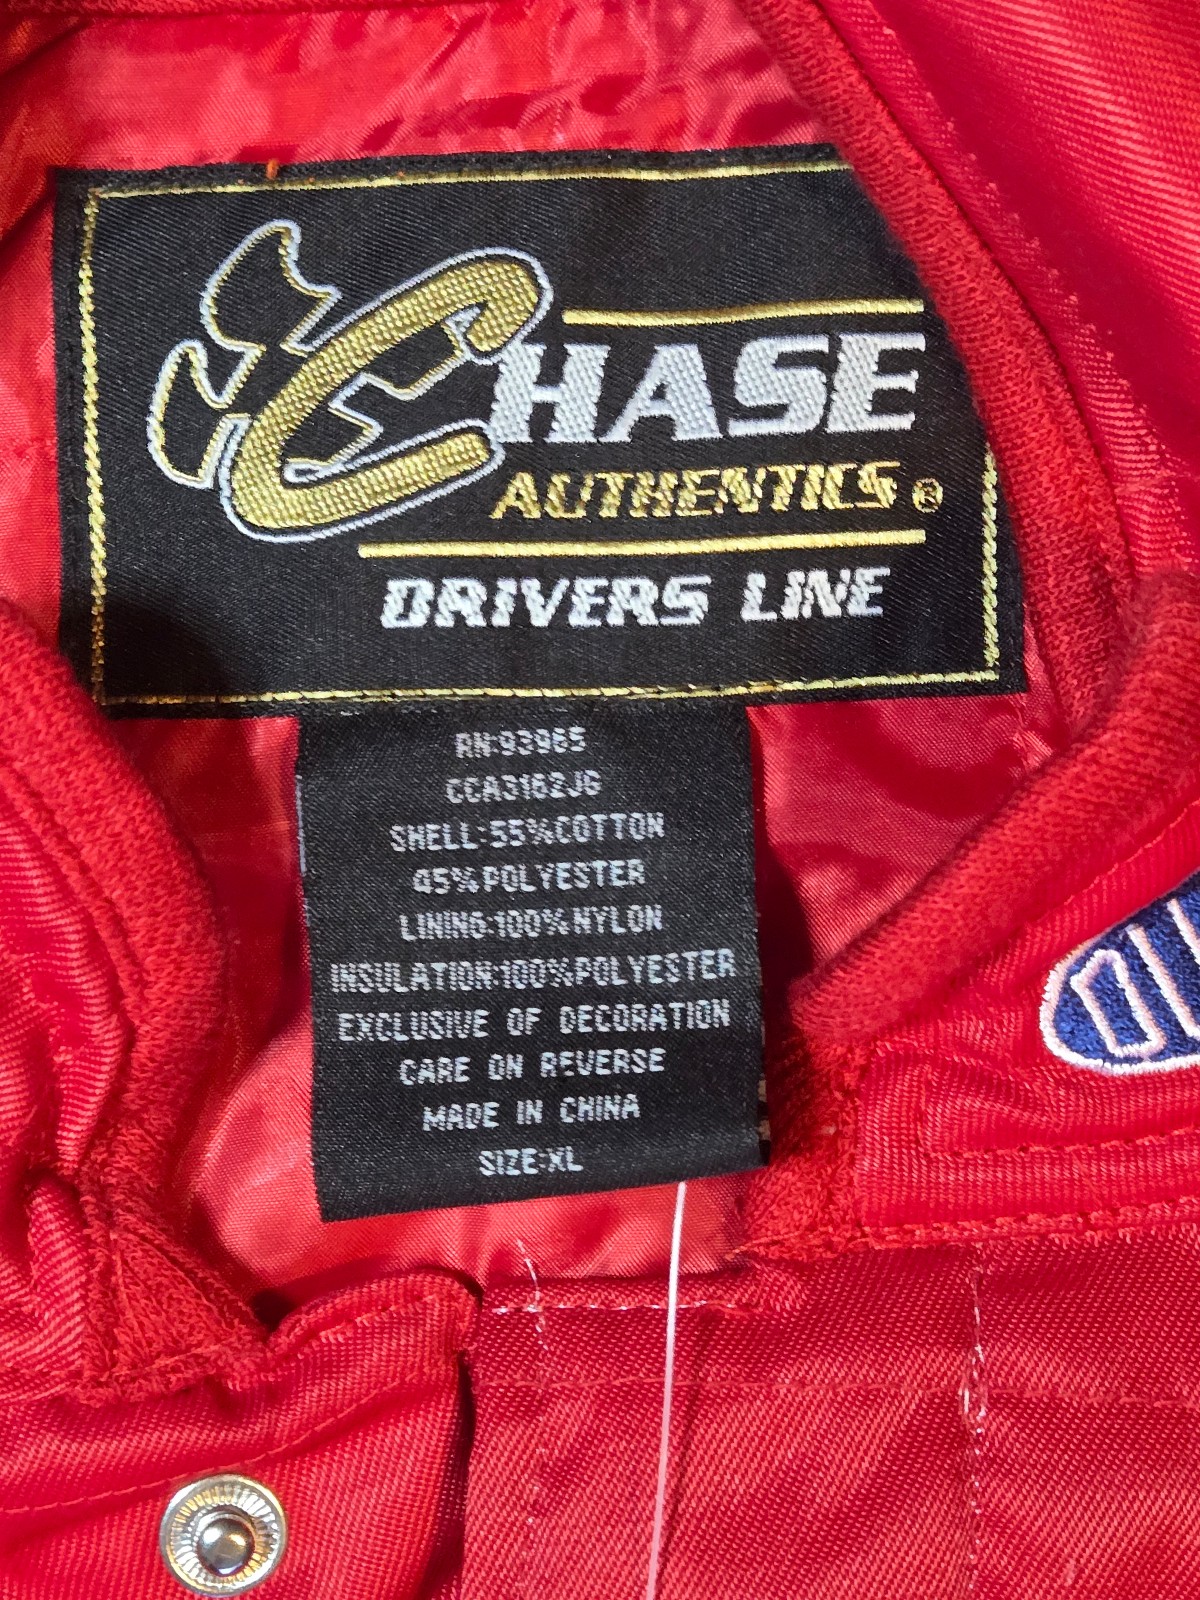 CHASE
AUTHENTICS®
DRIVERS LINE
RN:93965
CCA3162JG
SHELL:55%COTTON
45%POLYESTER
LINING:100%NYLON
INSULATION:100%POLYESTER
EXCLUSIVE OF DECORATION
CARE ON REVERSE
MADE IN CHINA
SIZE:XL